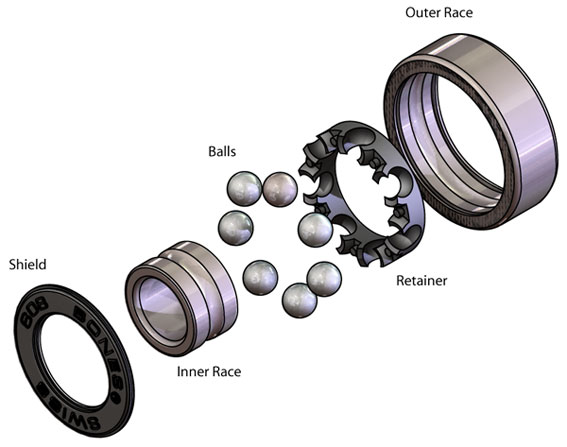 Outer Race
Balls
Retainer
Shield
Inner Race
608 BONES® SWISS